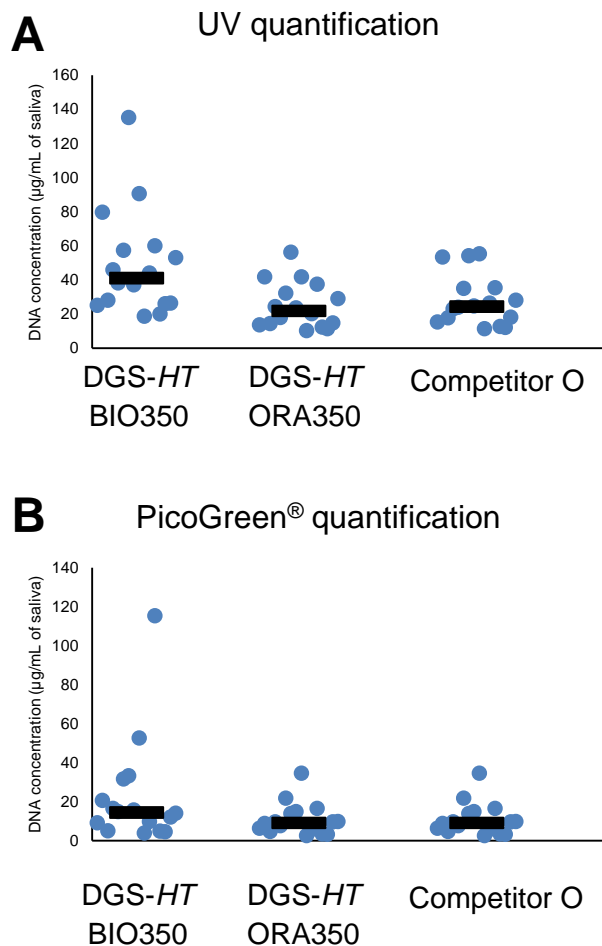 A
UV quantification
DNA concentration (µg/mL of saliva)
160
140
120
100
80
60
40
20
0
DGS-HT
BIO350
DGS-HT
ORA350
Competitor O
B
PicoGreen® quantification
DNA concentration (µg/mL of saliva)
140
120
100
80
60
40
20
0
DGS-HT
BIO350
DGS-HT
ORA350
Competitor O